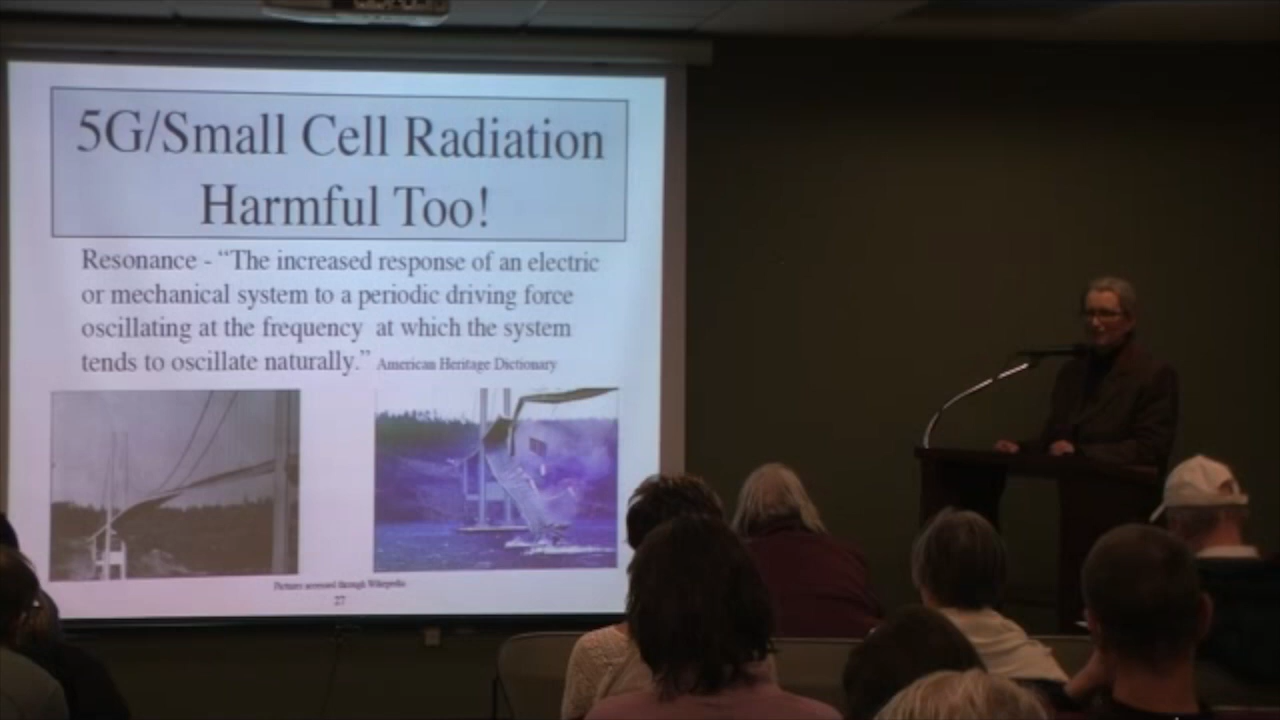 5G/Small Cell Radiation
Harmful Too!
Resonance - “The increased response of an electric
or mechanical system to a periodic driving force
oscillating at the frequency at which the system
tends to oscillate naturally.” American Heritage Dictionary
Pictures accessed through Wikipedia
27